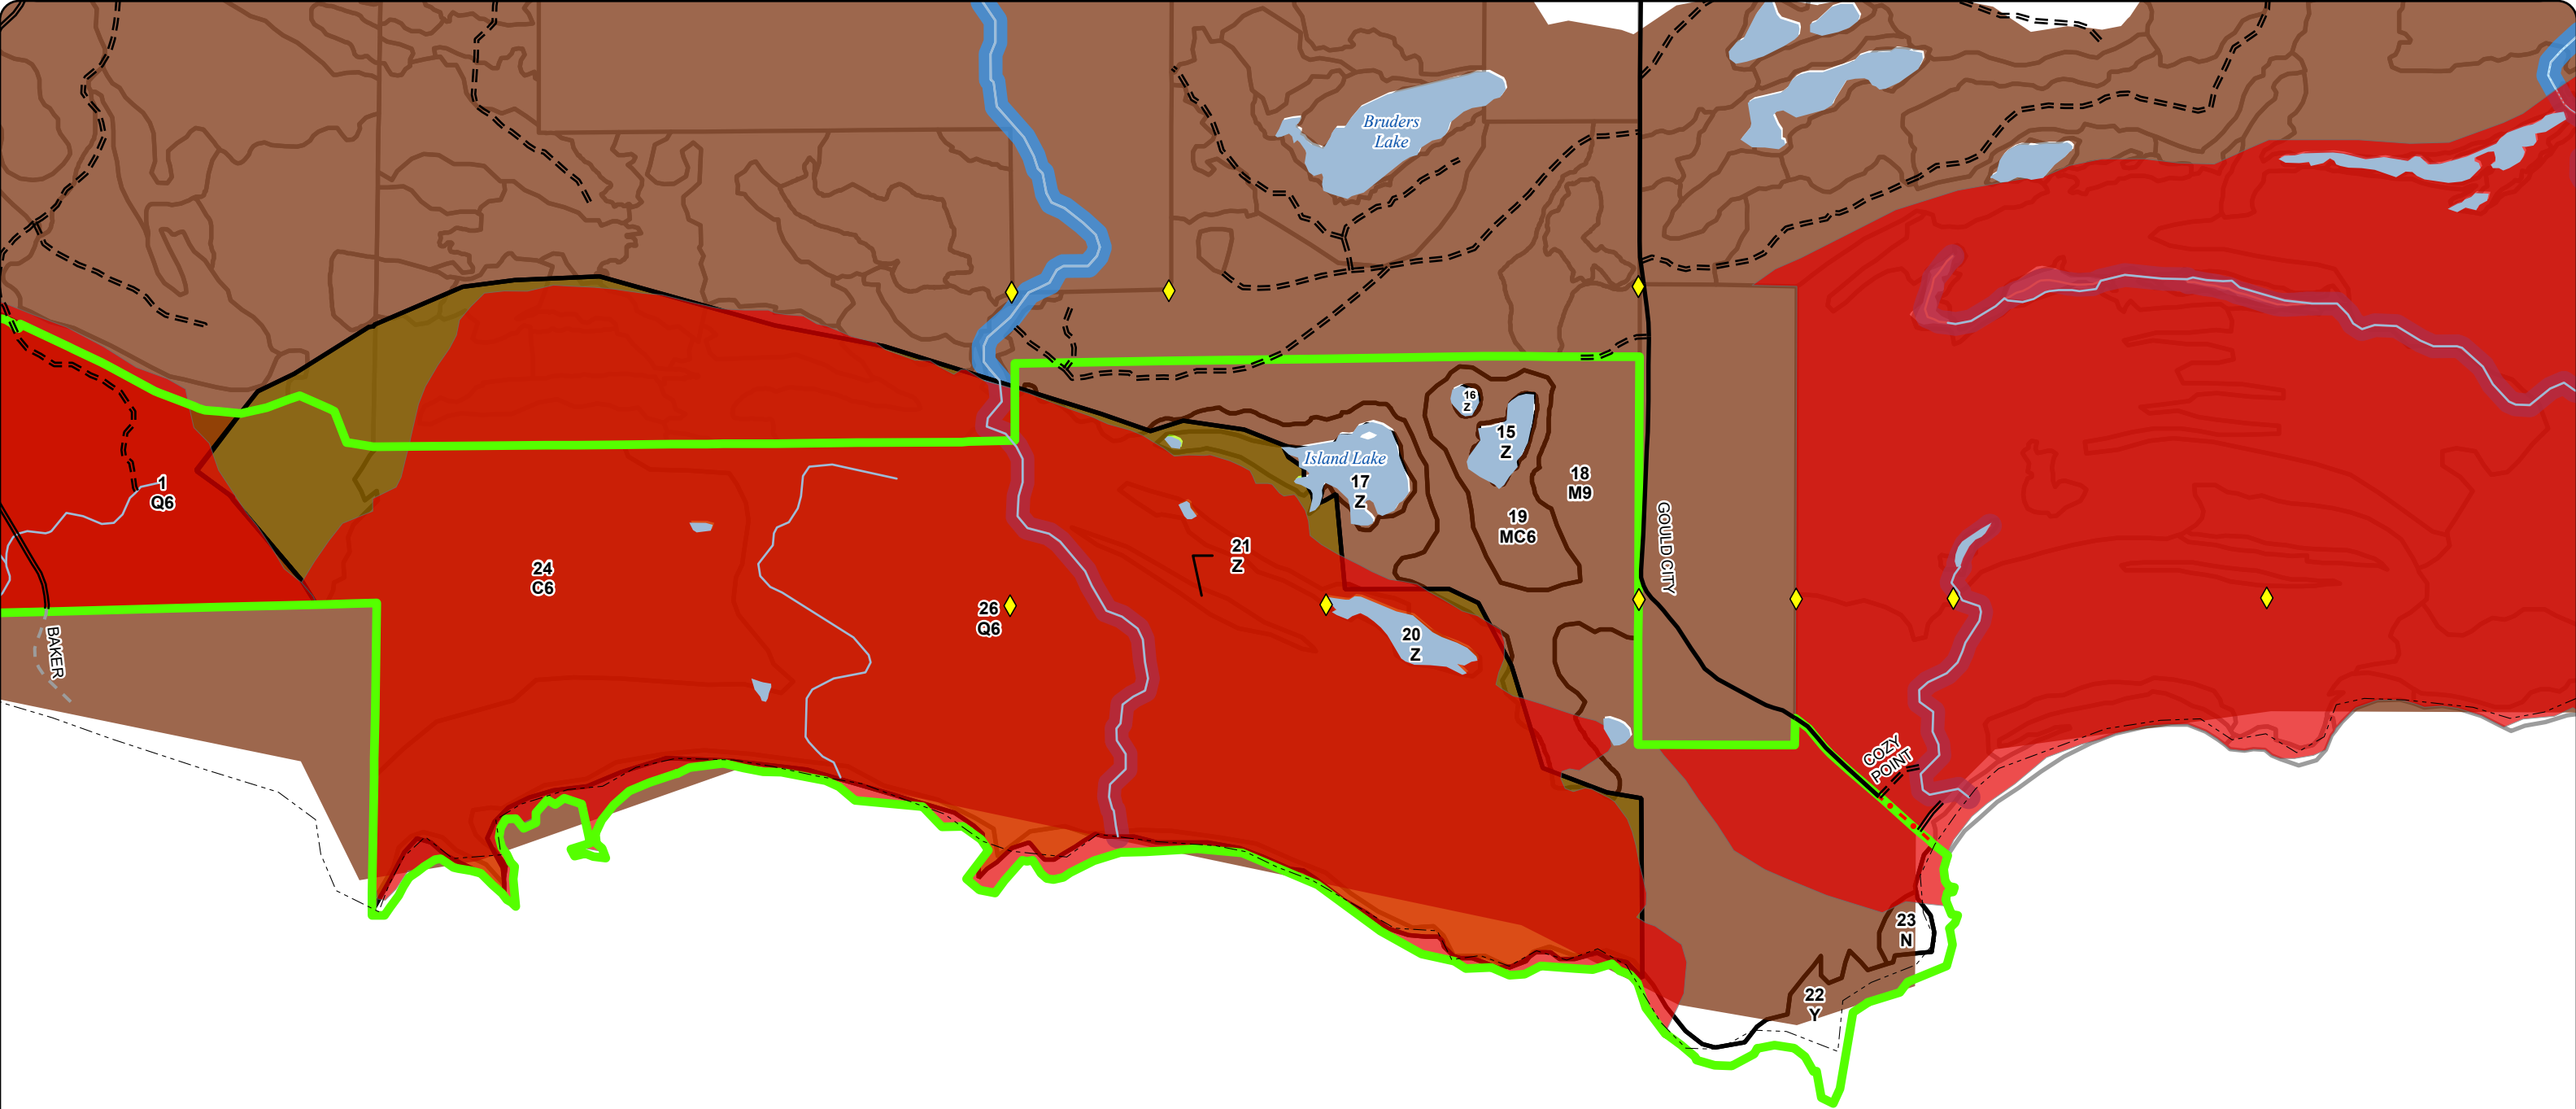 Bruders
Lake
16
Z
15
Z
Island Lake
17
Z
18
M9
1
Q6
19
MC6
GOULD CITY
21
Z
24
C6
26
Q6
20
Z
BAKER
COZY
POINT
23
N
22
Y